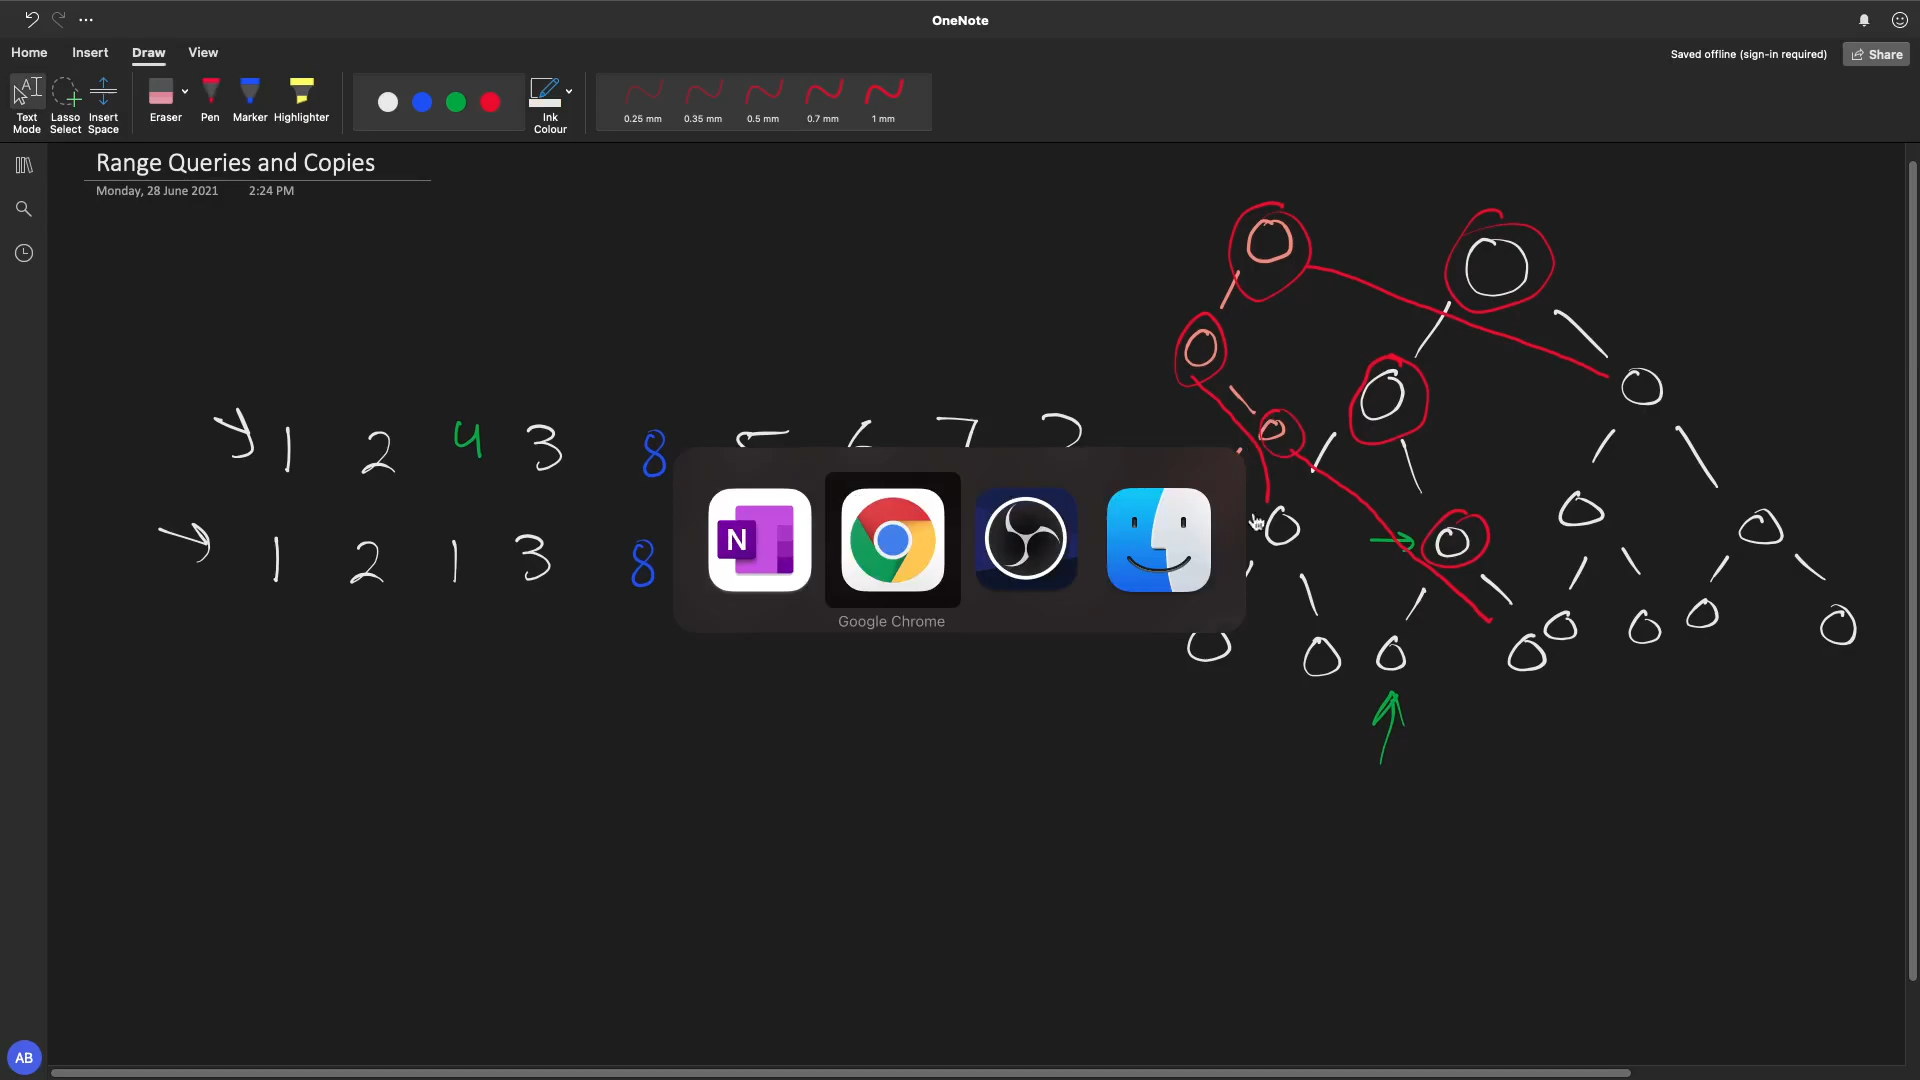 OneNote
Home Insert Draw View
Saved offline (sign-in required) Share
Text Mode Lasso Select Insert Space Eraser Pen Marker Highlighter Ink Colour 0.25 mm 0.35 mm 0.5 mm 0.7 mm 1 mm
Range Queries and Copies
Monday, 28 June 2021 2:24 PM
1 2 4 3 8
1 2 1 3 8
N
Google Chrome
AB